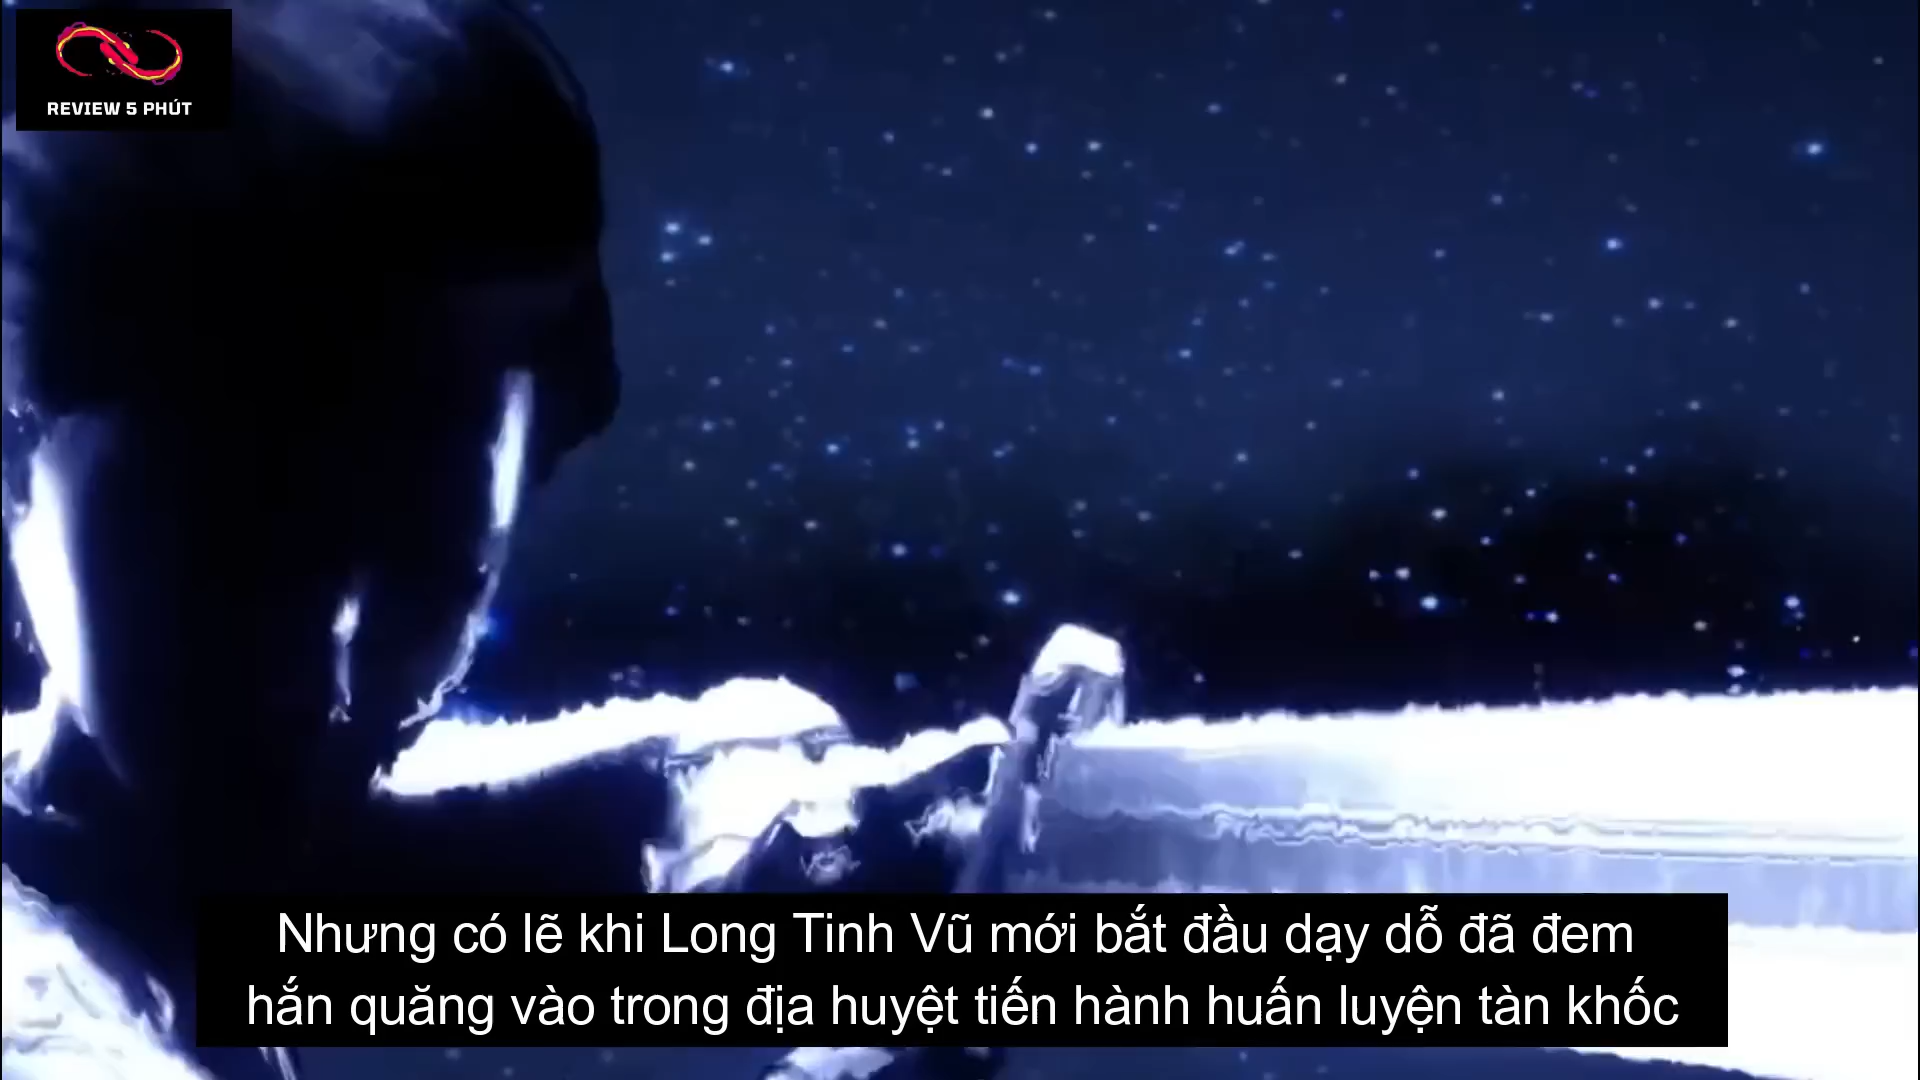 REVIEW 5 PHÚT
Nhưng có lẽ khi Long Tinh Vũ mới bắt đầu dạy dỗ đã đem
hắn quăng vào trong địa huyệt tiến hành huấn luyện tàn khốc